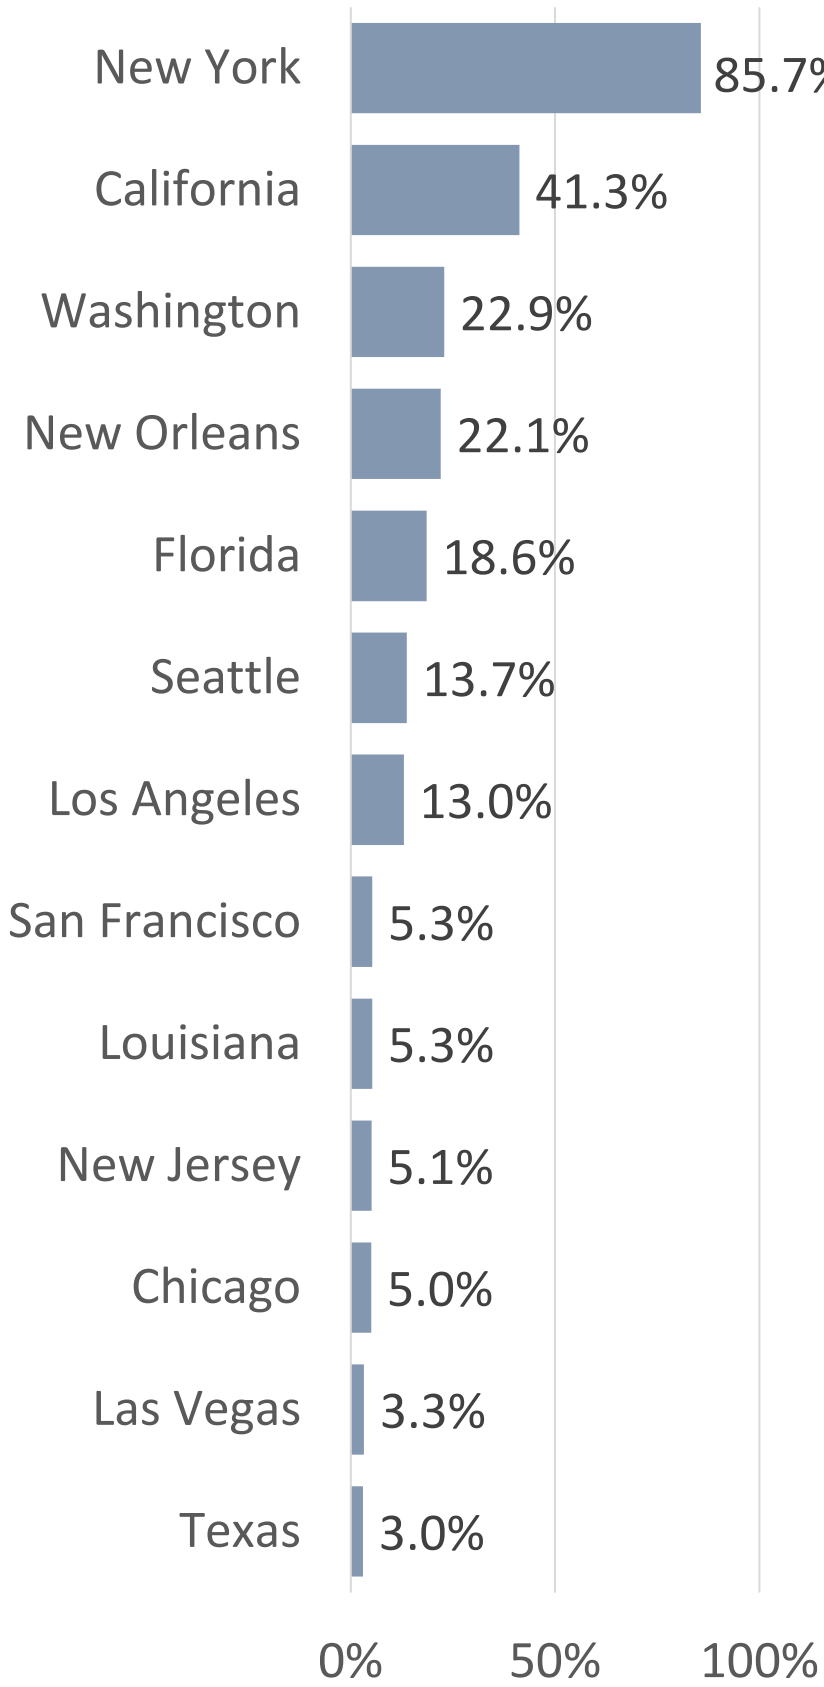 New York 85.7%
California 41.3%
Washington 22.9%
New Orleans 22.1%
Florida 18.6%
Seattle 13.7%
Los Angeles 13.0%
San Francisco 5.3%
Louisiana 5.3%
New Jersey 5.1%
Chicago 5.0%
Las Vegas 3.3%
Texas 3.0%
0% 50% 100%